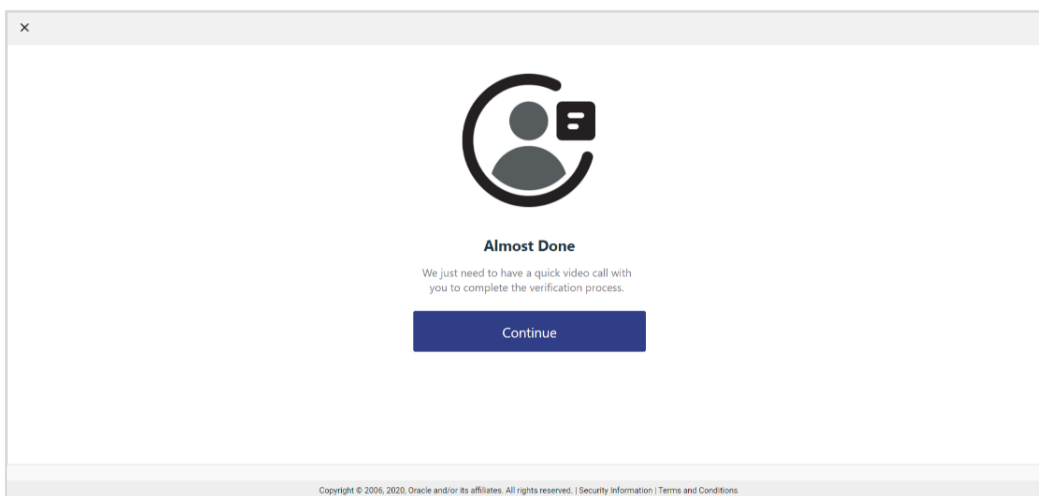 ×
Almost Done
We just need to have a quick video call with
you to complete the verification process.
Continue
Copyright © 2006, 2020, Oracle and/or its affiliates. All rights reserved. | Security Information | Terms and Conditions